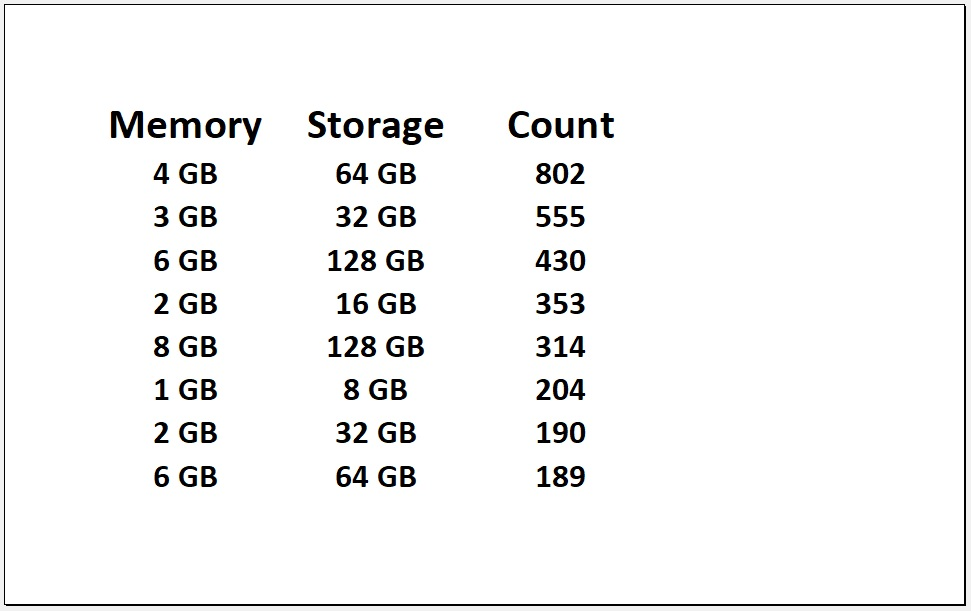 Memory Storage Count
4 GB 64 GB 802
3 GB 32 GB 555
6 GB 128 GB 430
2 GB 16 GB 353
8 GB 128 GB 314
1 GB 8 GB 204
2 GB 32 GB 190
6 GB 64 GB 189